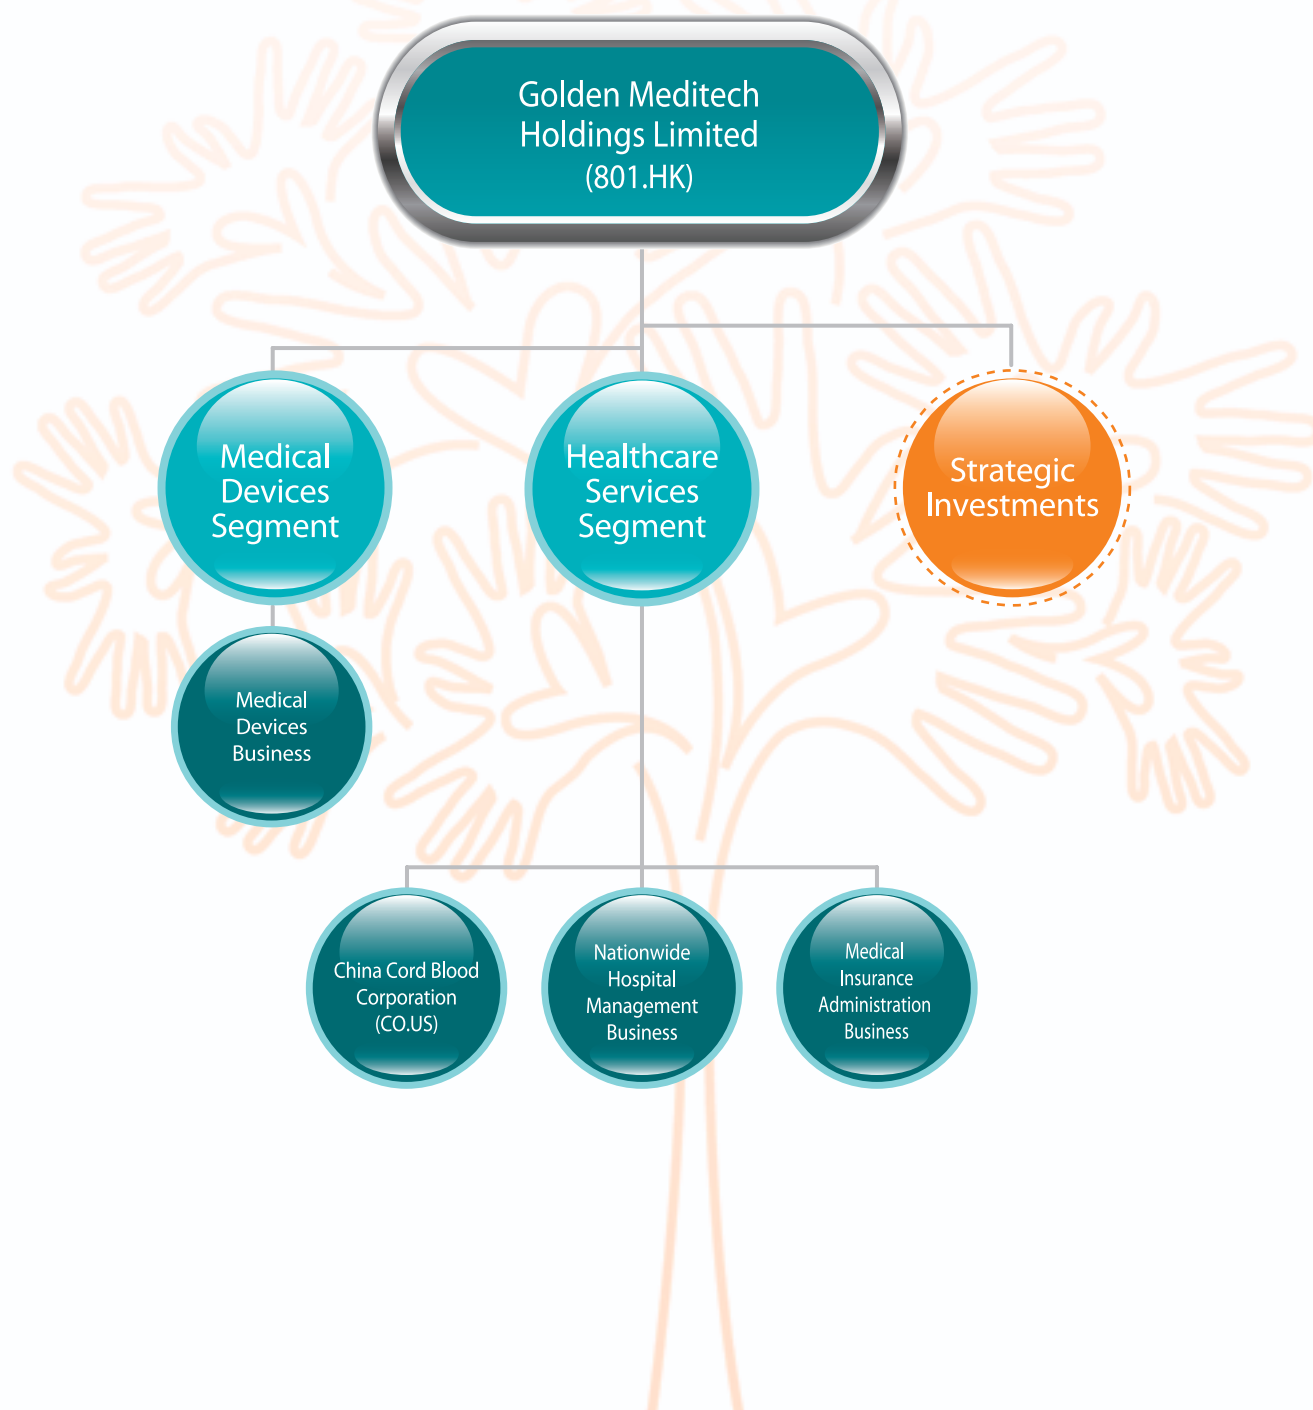 Golden Meditech
Holdings Limited
(801.HK)
Medical
Devices
Segment
Healthcare
Services
Segment
Strategic
Investments
Medical
Devices
Business
China Cord Blood
Corporation
(CO.US)
Nationwide
Hospital
Management
Business
Medical
Insurance
Administration
Business